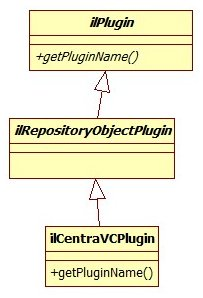 ilPlugin
+getPluginName()
ilRepositoryObjectPlugin
ilCentraVCPlugin
+getPluginName()